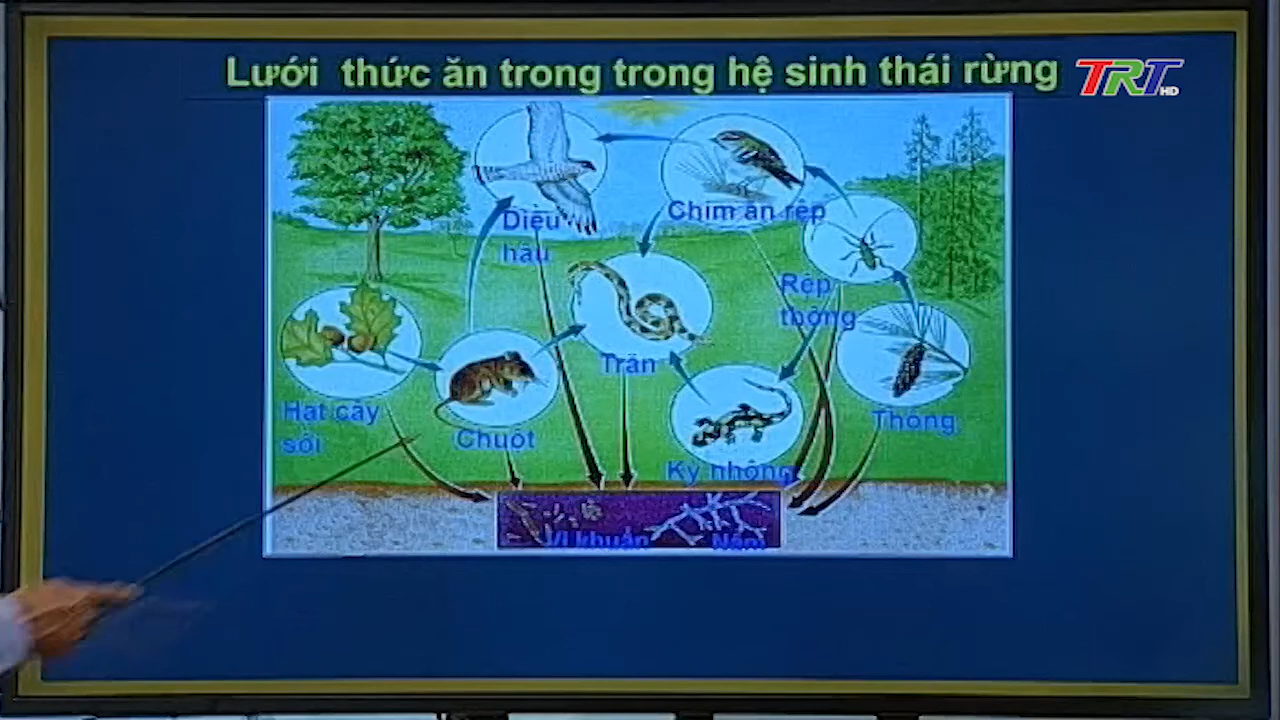 Lưới thức ăn trong trong hệ sinh thái rừng
TRT HD
Diều
hâu
Chim ăn rệp
Rệp
thông
Trăn
Hạt cây
sồi
Chuột
Thông
Kỳ nhông
Vi khuẩn
Nấm